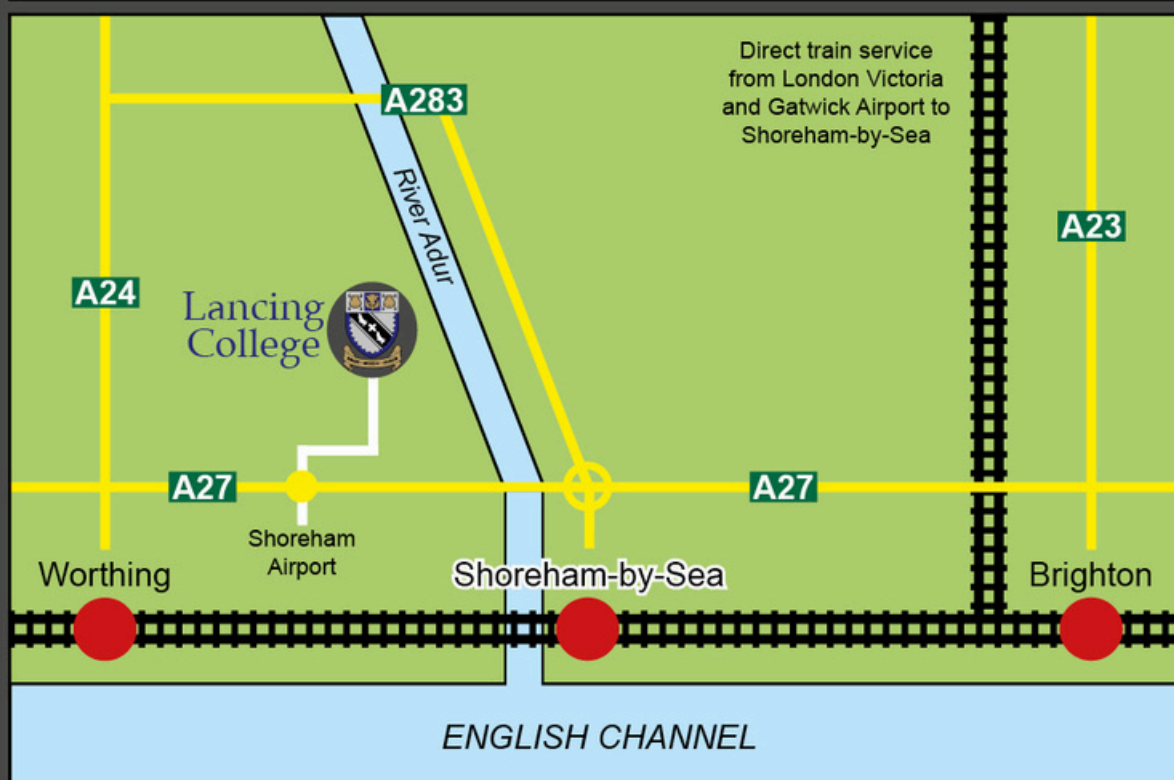 Direct train service
from London Victoria
and Gatwick Airport to
Shoreham-by-Sea
A283
River Adur
A23
A24
Lancing
College
A27
A27
Shoreham
Airport
Worthing
Shoreham-by-Sea
Brighton
ENGLISH CHANNEL